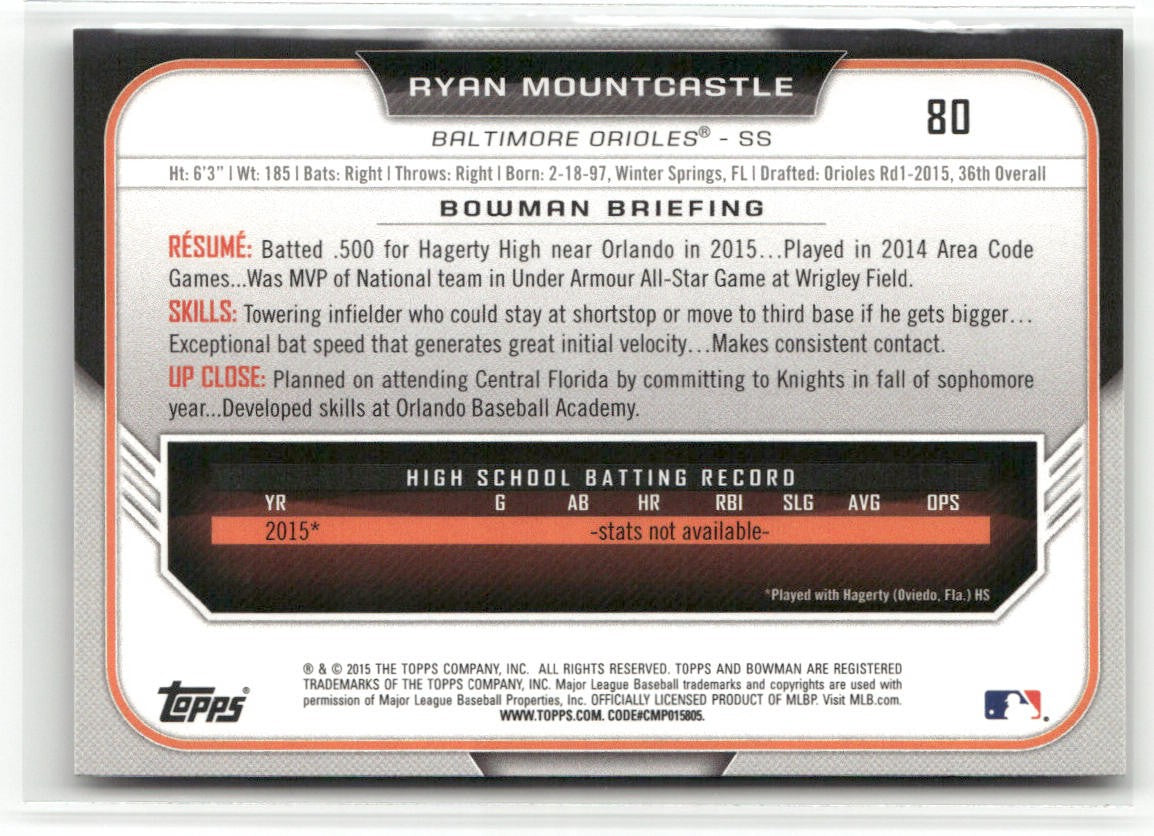 RYAN MOUNTCASTLE
80
BALTIMORE ORIOLES® - SS
Ht: 6'3" | Wt: 185 | Bats: Right | Throws: Right | Born: 2-18-97, Winter Springs, FL | Drafted: Orioles Rd1-2015, 36th Overall
BOWMAN BRIEFING
RÉSUMÉ: Batted .500 for Hagerty High near Orlando in 2015...Played in 2014 Area Code
Games...Was MVP of National team in Under Armour All-Star Game at Wrigley Field.
SKILLS: Towering infielder who could stay at shortstop or move to third base if he gets bigger...
Exceptional bat speed that generates great initial velocity...Makes consistent contact.
UP CLOSE: Planned on attending Central Florida by committing to Knights in fall of sophomore
year...Developed skills at Orlando Baseball Academy.
HIGH SCHOOL BATTING RECORD
YR G AB HR RBI SLG AVG OPS
2015* -stats not available-
*Played with Hagerty (Oviedo, Fla.) HS
® & © 2015 THE TOPPS COMPANY, INC. ALL RIGHTS RESERVED. TOPPS AND BOWMAN ARE REGISTERED
TRADEMARKS OF THE TOPPS COMPANY, INC. Major League Baseball trademarks and copyrights are used with
permission of Major League Baseball Properties, Inc. OFFICIALLY LICENSED PRODUCT OF MLBP. Visit MLB.com.
WWW.TOPPS.COM. CODE#CMP015805.
Topps®